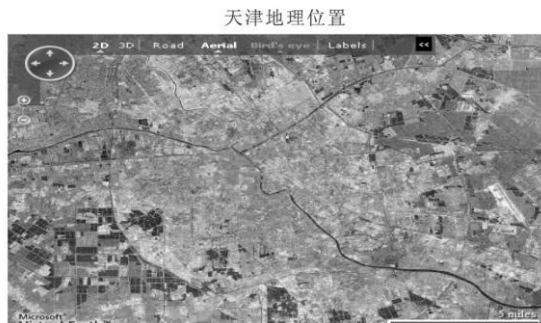 天津地理位置
2D 3D Road Aerial Bird's eye Labels <<
Microsoft®
5 miles